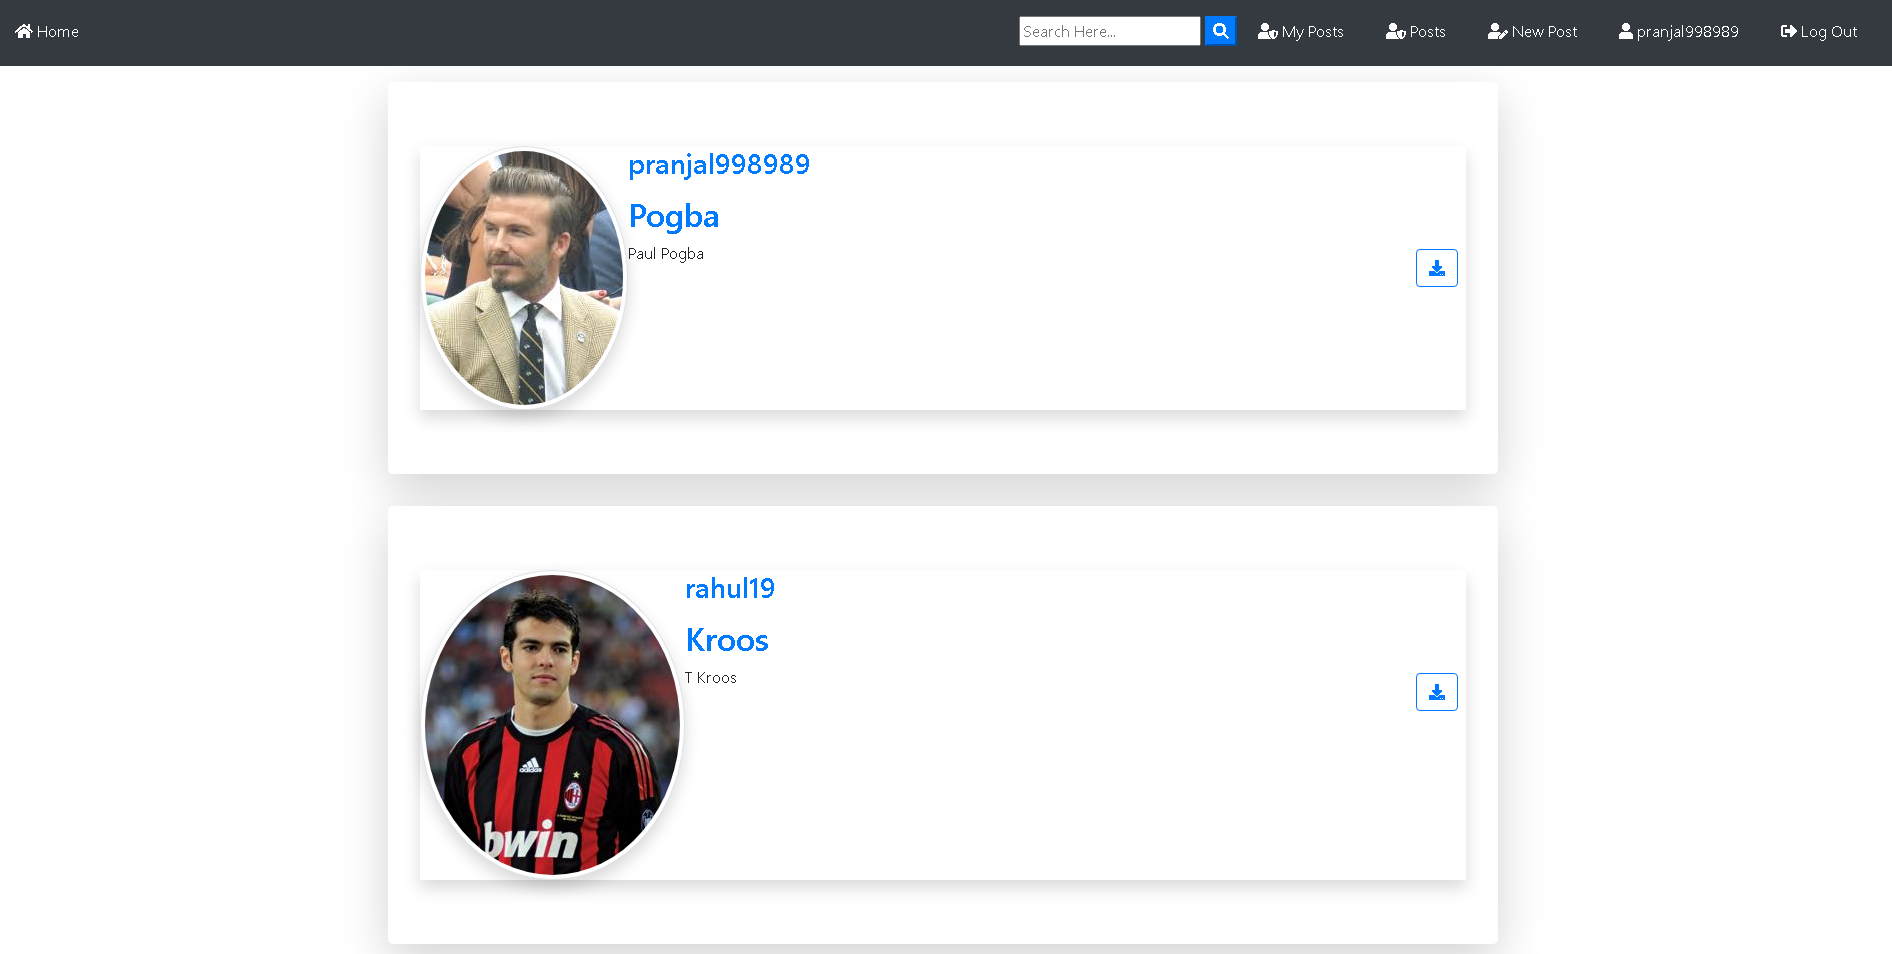 Home
Search Here...
My Posts
Posts
New Post
pranjal998989
Log Out
pranjal998989
Pogba
Paul Pogba
rahul19
Kroos
T Kroos
adidas
bwin